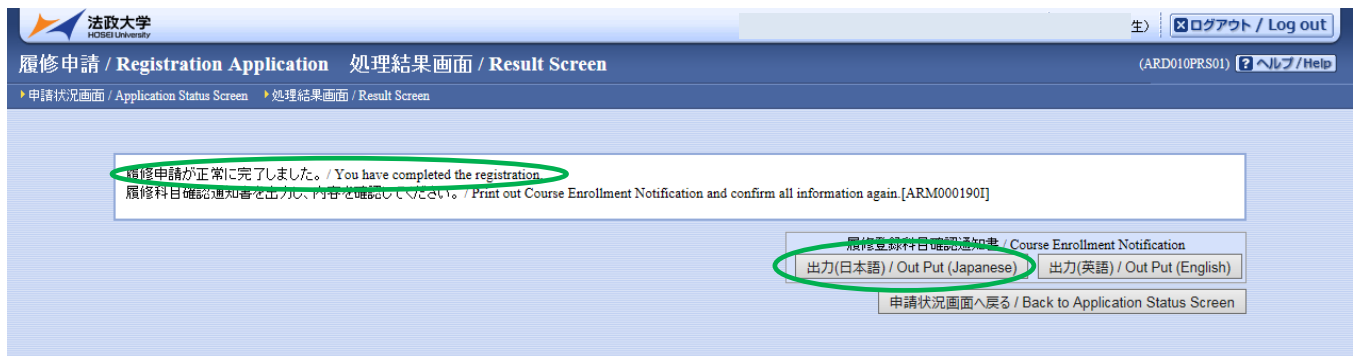 法政大学
HOSEI University
生) ログアウト / Log out
履修申請 / Registration Application 処理結果画面 / Result Screen
(ARD010PRS01) ? ヘルプ/Help
申請状況画面 / Application Status Screen 処理結果画面 / Result Screen
履修申請が正常に完了しました。 / You have completed the registration.
履修科目確認通知書を出力し、内容を確認してください。 / Print out Course Enrollment Notification and confirm all information again.[ARM000190I]
履修登録科目確認通知書 / Course Enrollment Notification
出力(日本語) / Out Put (Japanese) 出力(英語) / Out Put (English)
申請状況画面へ戻る / Back to Application Status Screen